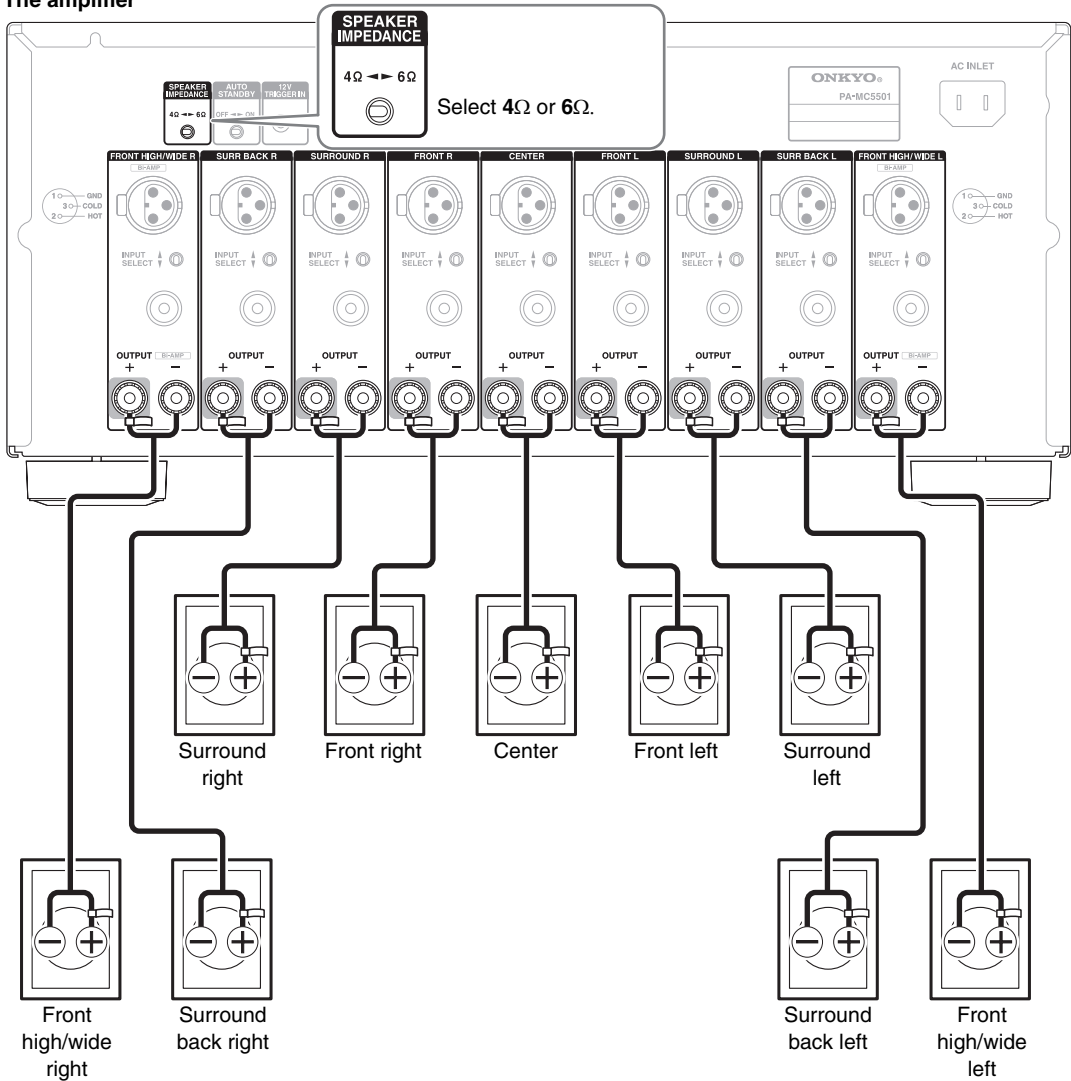 The amplifier
SPEAKER
IMPEDANCE
4Ω ◄► 6Ω
Select 4Ω or 6Ω.
SPEAKER
IMPEDANCE
4Ω ◄► 6Ω
AUTO
STANDBY
OFF ◄► ON
12V
TRIGGER IN
ONKYO®
PA-MC5501
AC INLET
FRONT HIGH/WIDE R
SURR BACK R
SURROUND R
FRONT R
CENTER
FRONT L
SURROUND L
SURR BACK L
FRONT HIGH/WIDE L
Bi-AMP
Bi-AMP
1 GND
3 COLD
2 HOT
1 GND
3 COLD
2 HOT
INPUT
SELECT
INPUT
SELECT
INPUT
SELECT
INPUT
SELECT
INPUT
SELECT
INPUT
SELECT
INPUT
SELECT
INPUT
SELECT
INPUT
SELECT
OUTPUT Bi-AMP
+ −
OUTPUT
+ −
OUTPUT
+ −
OUTPUT
+ −
OUTPUT
+ −
OUTPUT
+ −
OUTPUT
+ −
OUTPUT
+ −
OUTPUT Bi-AMP
+ −
− +
Surround
right
− +
Front right
− +
Center
− +
Front left
− +
Surround
left
− +
Front
high/wide
right
− +
Surround
back right
− +
Surround
back left
− +
Front
high/wide
left